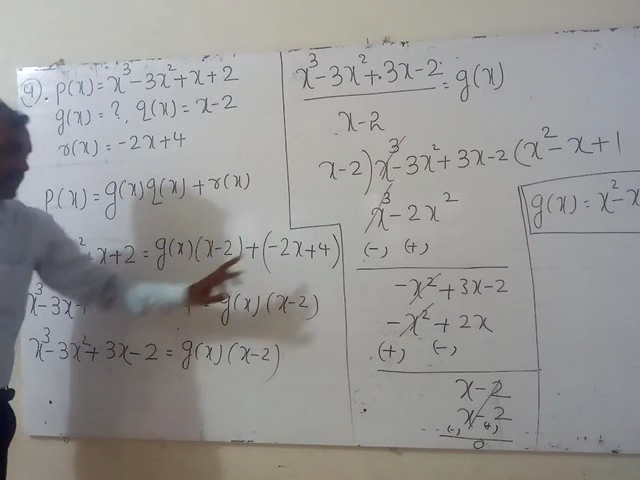 9). p(x) = x³-3x²+x+2
g(x) = ?, q(x) = x-2
r(x) = -2x+4
p(x) = g(x)q(x) + r(x)
x+2 = g(x)(x-2)+(-2x+4)
x³-3x g(x)(x-2)
x³-3x²+3x-2 = g(x)(x-2)
x³-3x²+3x-2 = g(x)
x-2
x-2) x³-3x²+3x-2 (x²-x+1
x³-2x²
(-) (+)
-x²+3x-2
-x²+2x
(+) (-)
x-2
x-2
(-) (+)
0
g(x) = x²-x